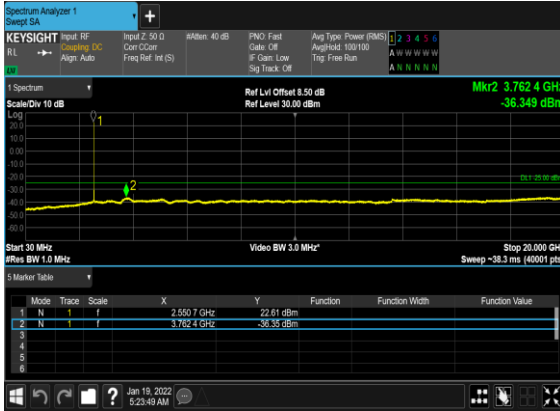 Spectrum Analyzer 1
Swept SA
+
KEYSIGHT Input: RF Input Z: 50 Ω #Atten: 40 dB PNO: Fast Avg Type: Power (RMS) 1 2 3 4 5 6
RL Coupling: DC Corr CCorr Gate: Off Avg|Hold: 100/100 A W W W W W
Align: Auto Freq Ref: Int (S) IF Gain: Low Trig: Free Run
Sig Track: Off A N N N N N
1 Spectrum Ref Lvl Offset 8.50 dB Mkr2 3.762 4 GHz
Scale/Div 10 dB Ref Level 30.00 dBm -36.349 dBm
Log
20.0
10.0
0.00
-10.0
-20.0
-30.0
-40.0
-50.0
-60.0
1
2
DL1 -25.00 dBm
Start 30 MHz Video BW 3.0 MHz* Stop 20.000 GHz
#Res BW 1.0 MHz Sweep ~38.3 ms (40001 pts)
5 Marker Table
Mode Trace Scale X Y Function Function Width Function Value
1 N 1 f 2.550 7 GHz 22.61 dBm
2 N 1 f 3.762 4 GHz -36.35 dBm
3
4
5
6
? Jan 19, 2022
5:23:49 AM